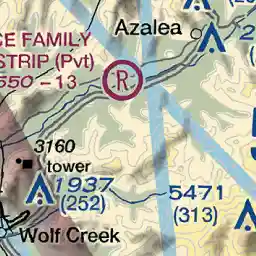 Azalea
CE FAMILY
STRIP (Pvt)
550 - 13
R
3160
tower
1937
(252)
5471
(313)
Wolf Creek